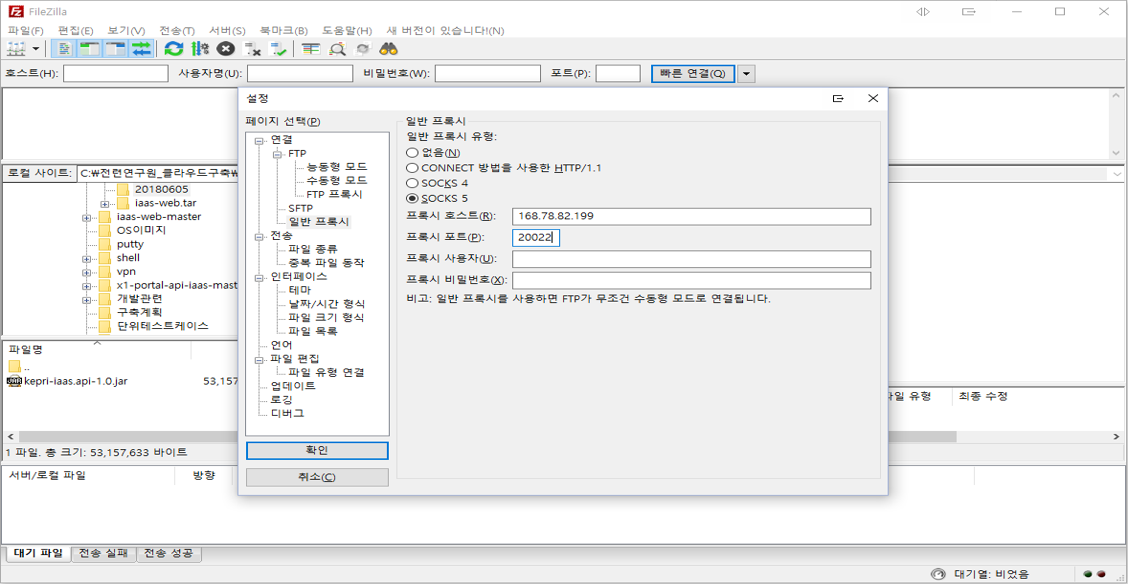 FileZilla
파일(F) 편집(E) 보기(V) 전송(T) 서버(S) 북마크(B) 도움말(H) 새 버전이 있습니다!(N)
호스트(H): 사용자명(U): 비밀번호(W): 포트(P): 빠른 연결(Q)
로컬 사이트: C:₩전련연구원_클라우드구축₩
20180605
iaas-web.tar
iaas-web-master
OS이미지
putty
shell
vpn
x1-portal-api-iaas-mast
개발관련
구축계획
단위테스트케이스
파일명
..
kepri-iaas.api-1.0.jar 53,157
1 파일. 총 크기: 53,157,633 바이트
서버/로컬 파일 방향
설정
페이지 선택(P)
연결
FTP
능동형 모드
수동형 모드
FTP 프록시
SFTP
일반 프록시
전송
파일 종류
중복 파일 동작
인터페이스
테마
날짜/시간 형식
파일 크기 형식
파일 목록
언어
파일 편집
파일 유형 연결
업데이트
로깅
디버그
확인
취소(C)
일반 프록시
일반 프록시 유형:
없음(N)
CONNECT 방법을 사용한 HTTP/1.1
SOCKS 4
SOCKS 5
프록시 호스트(R): 168.78.82.199
프록시 포트(P): 20022
프록시 사용자(U):
프록시 비밀번호(X):
비고: 일반 프록시를 사용하면 FTP가 무조건 수동형 모드로 연결됩니다.
파일 유형 최종 수정
대기 파일 전송 실패 전송 성공
대기열: 비었음